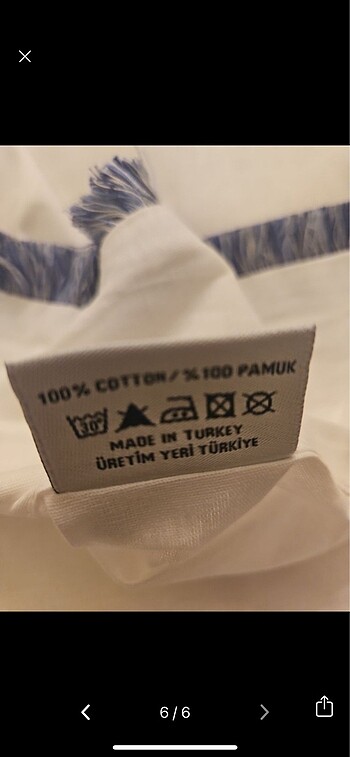 100% COTTON / %100 PAMUK
30°
MADE IN TURKEY
ÜRETİM YERİ TÜRKİYE
6/6